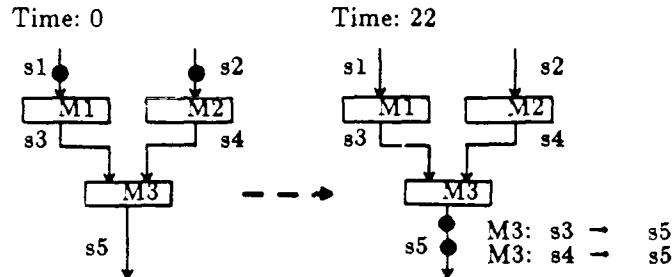 Time: 0
Time: 22
s1 s2 s1 s2
M1 M2 M1 M2
s3 s4 s3 s4
M3 M3
s5 s5 M3: s3 → s5
M3: s4 → s5